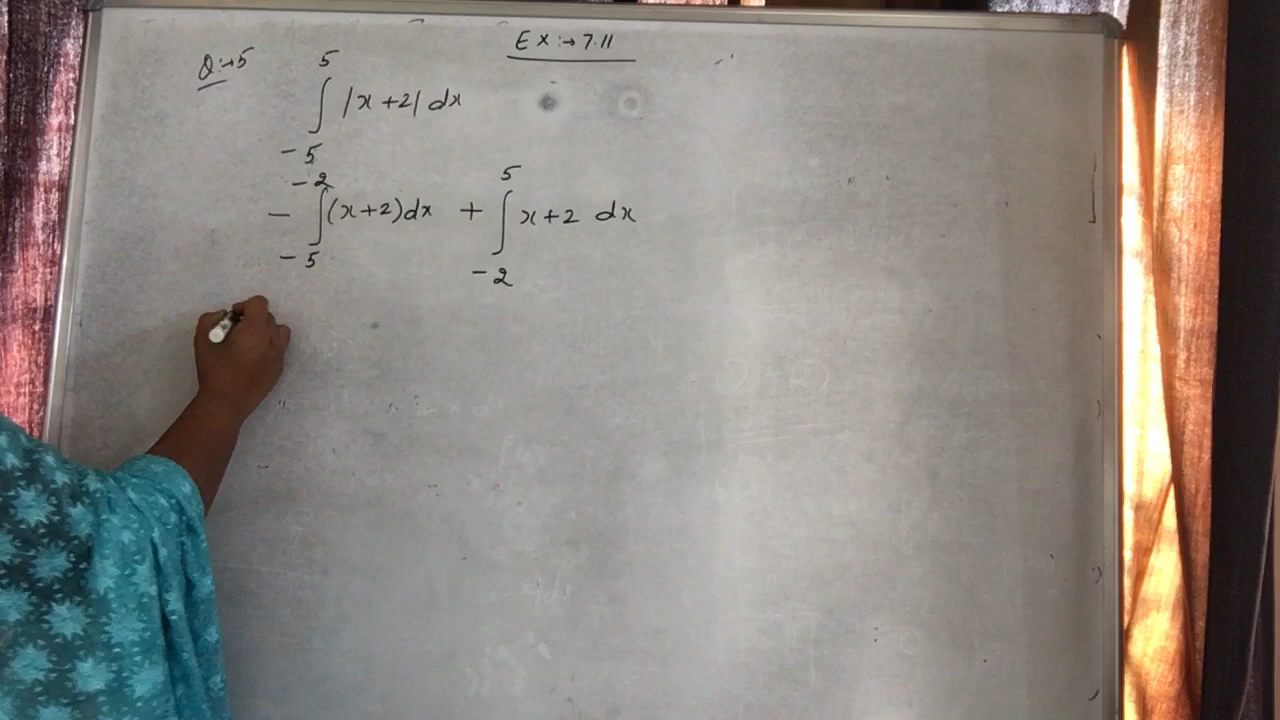 EX:→7.11
Q:→5 ∫_{-5}^{5} |x+2| dx
- ∫_{-5}^{-2} (x+2)dx + ∫_{-2}^{5} x+2 dx